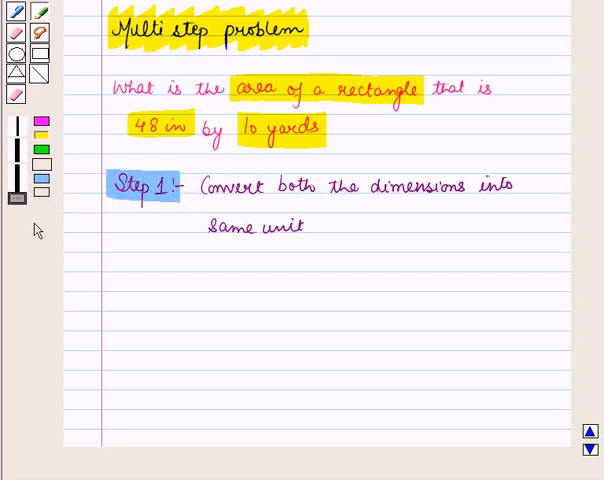 Multi step problem
What is the area of a rectangle that is
48 in by 10 yards
Step 1:- Convert both the dimensions into
same unit